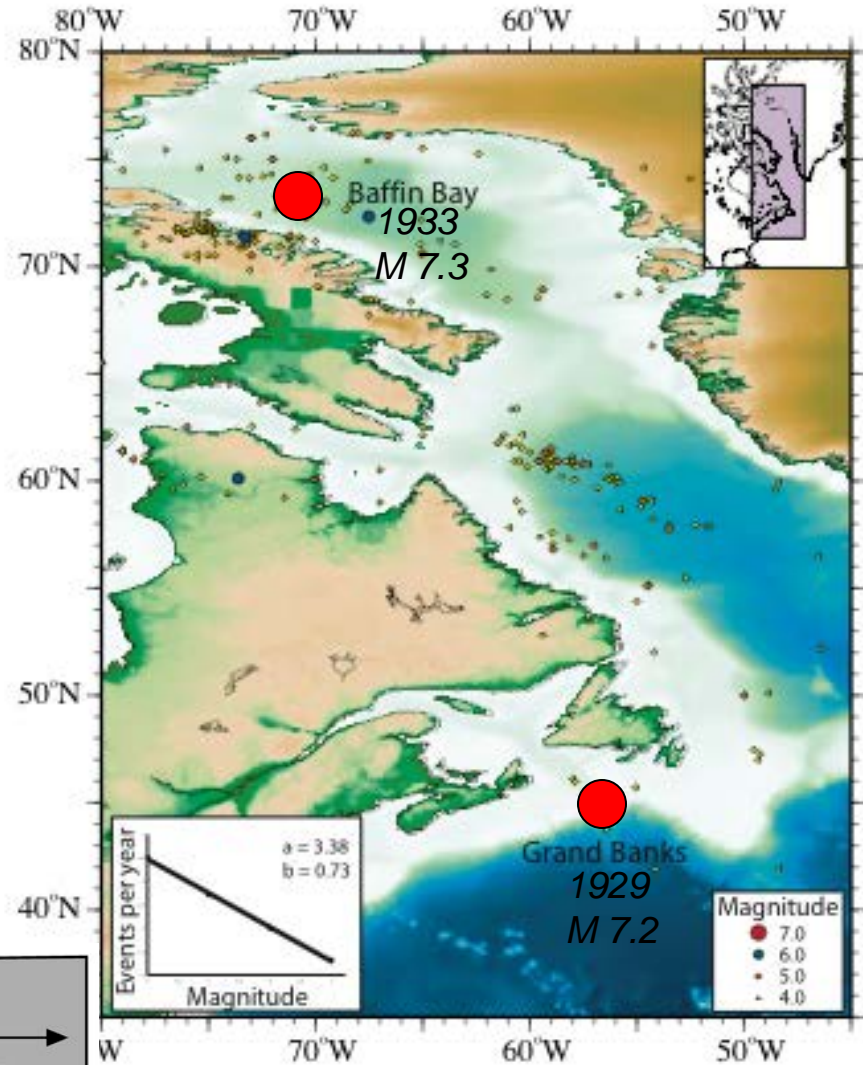 80°W 70°W 60°W 50°W
80°N
Baffin Bay
1933
M 7.3
70°N
60°N
50°N
a = 3.38
b = 0.73
Events per year
Magnitude
Grand Banks
1929
M 7.2
40°N
Magnitude
7.0
6.0
5.0
4.0
°W 70°W 60°W 50°W